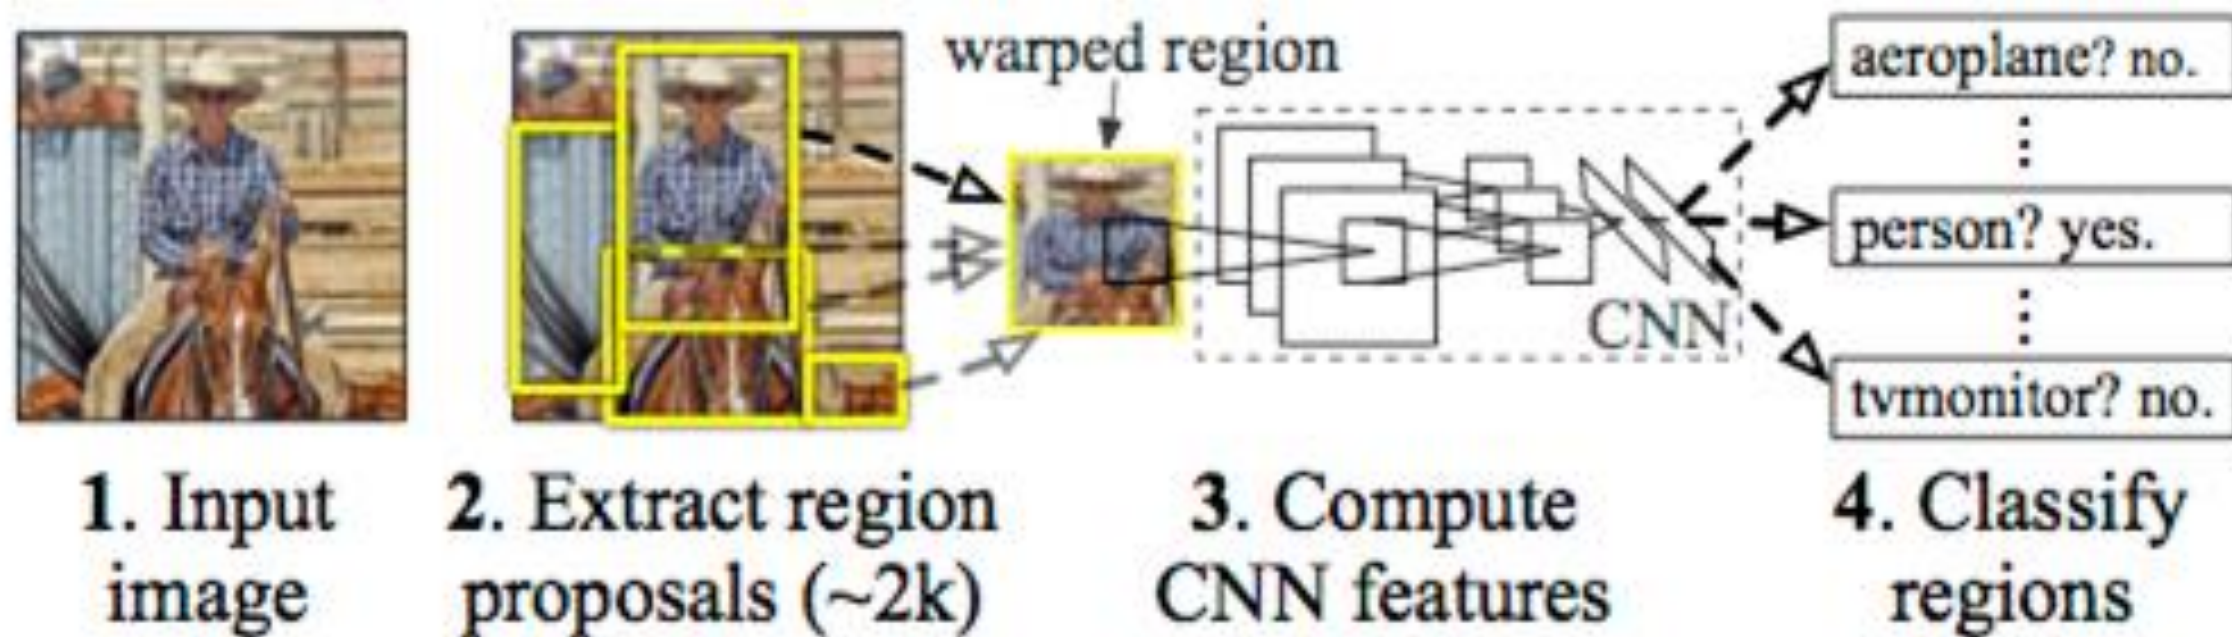 warped region
aeroplane? no.
person? yes.
CNN
tvmonitor? no.
1. Input
image
2. Extract region
proposals (~2k)
3. Compute
CNN features
4. Classify
regions